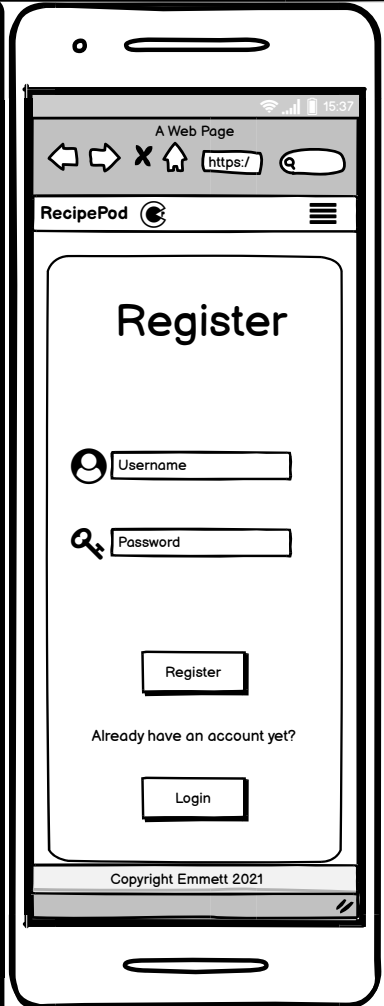 15:37
A Web Page
https:/
RecipePod
Register
Username
Password
Register
Already have an account yet?
Login
Copyright Emmett 2021